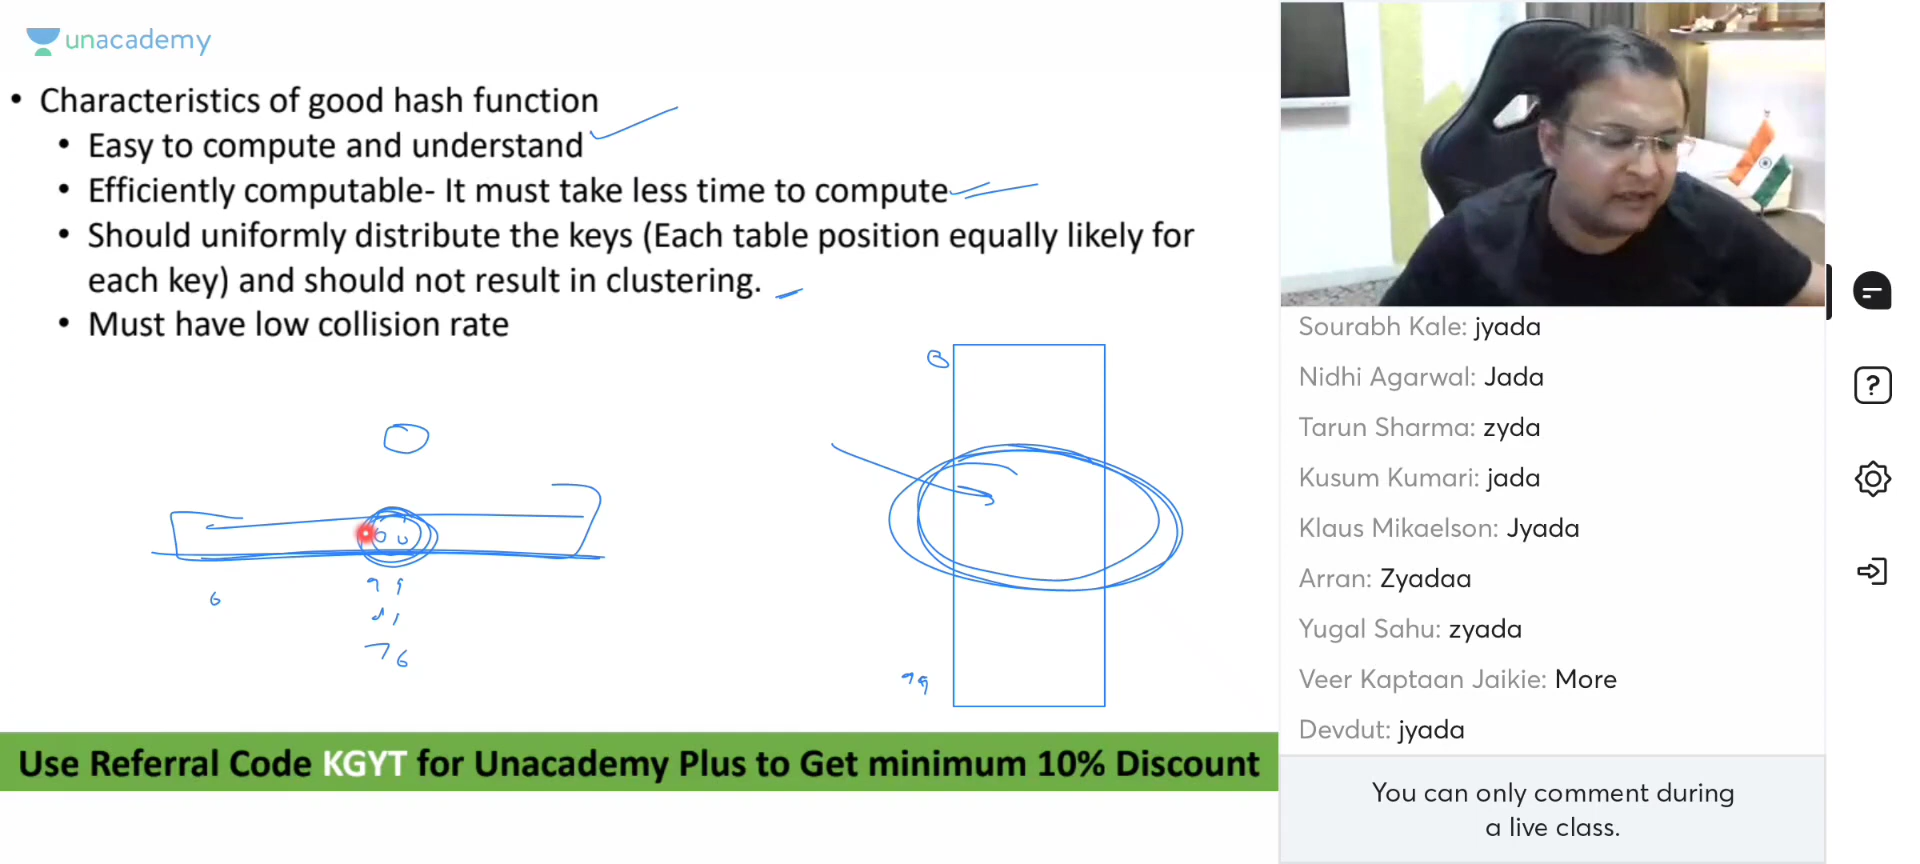 unacademy
• Characteristics of good hash function
• Easy to compute and understand
• Efficiently computable- It must take less time to compute
• Should uniformly distribute the keys (Each table position equally likely for
each key) and should not result in clustering.
• Must have low collision rate
6
99
76
Use Referral Code KGYT for Unacademy Plus to Get minimum 10% Discount
Sourabh Kale: jyada
Nidhi Agarwal: Jada
Tarun Sharma: zyda
Kusum Kumari: jada
Klaus Mikaelson: Jyada
Arran: Zyadaa
Yugal Sahu: zyada
Veer Kaptaan Jaikie: More
Devdut: jyada
You can only comment during
a live class.
?